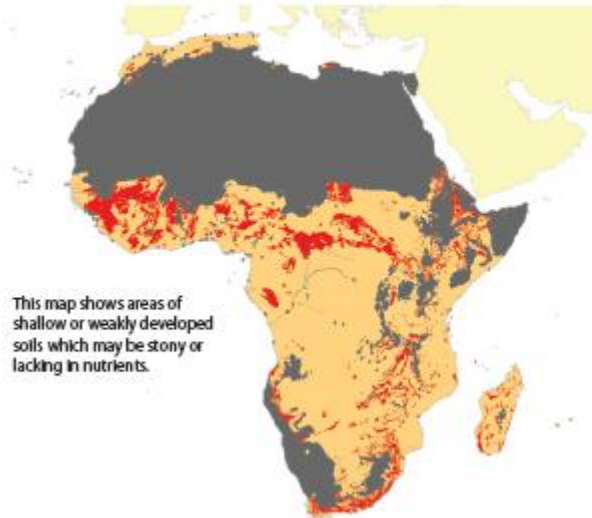 This map shows areas of
shallow or weakly developed
soils which may be stony or
lacking in nutrients.